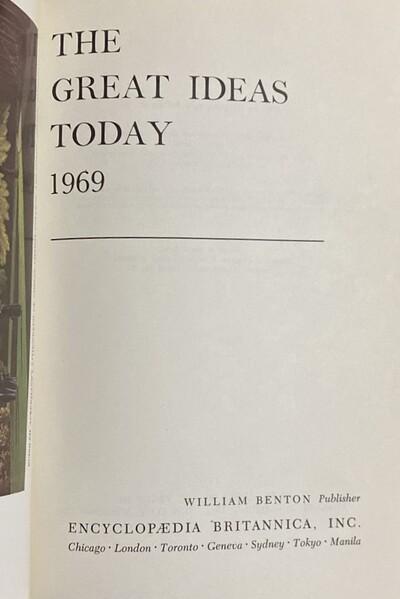 THE
GREAT IDEAS
TODAY
1969
WILLIAM BENTON Publisher
ENCYCLOPÆDIA BRITANNICA, INC.
Chicago · London · Toronto · Geneva · Sydney · Tokyo · Manila